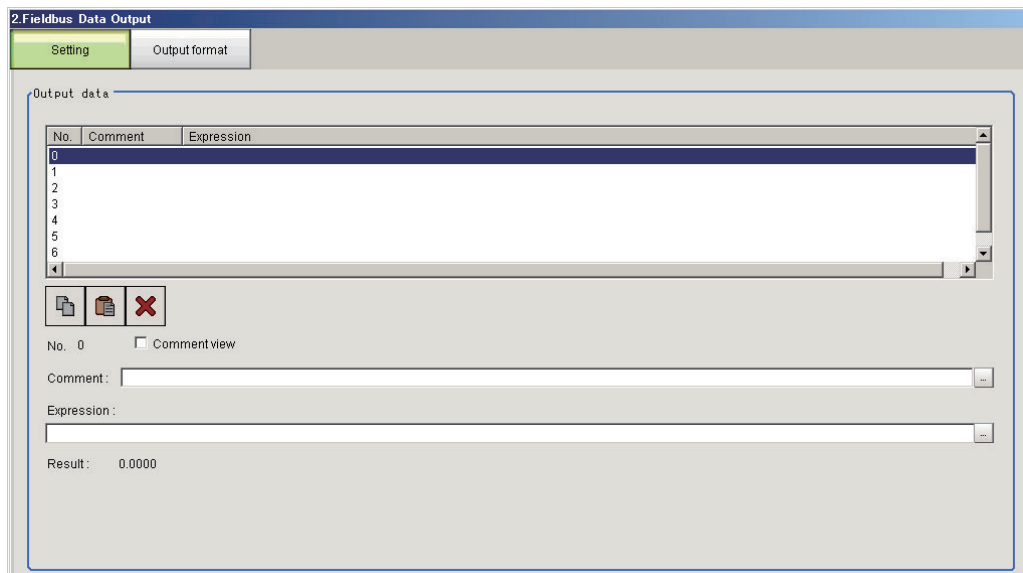 2.Fieldbus Data Output
Setting Output format
Output data
No. Comment Expression
0
1
2
3
4
5
6
No. 0 Comment view
Comment : ...
Expression :
...
Result : 0.0000